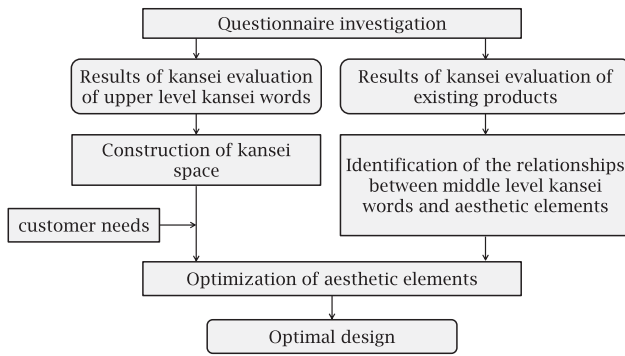 Questionnaire investigation
Results of kansei evaluation
of upper level kansei words
Results of kansei evaluation of
existing products
Construction of kansei
space
Identification of the relationships
between middle level kansei
words and aesthetic elements
customer needs
Optimization of aesthetic elements
Optimal design